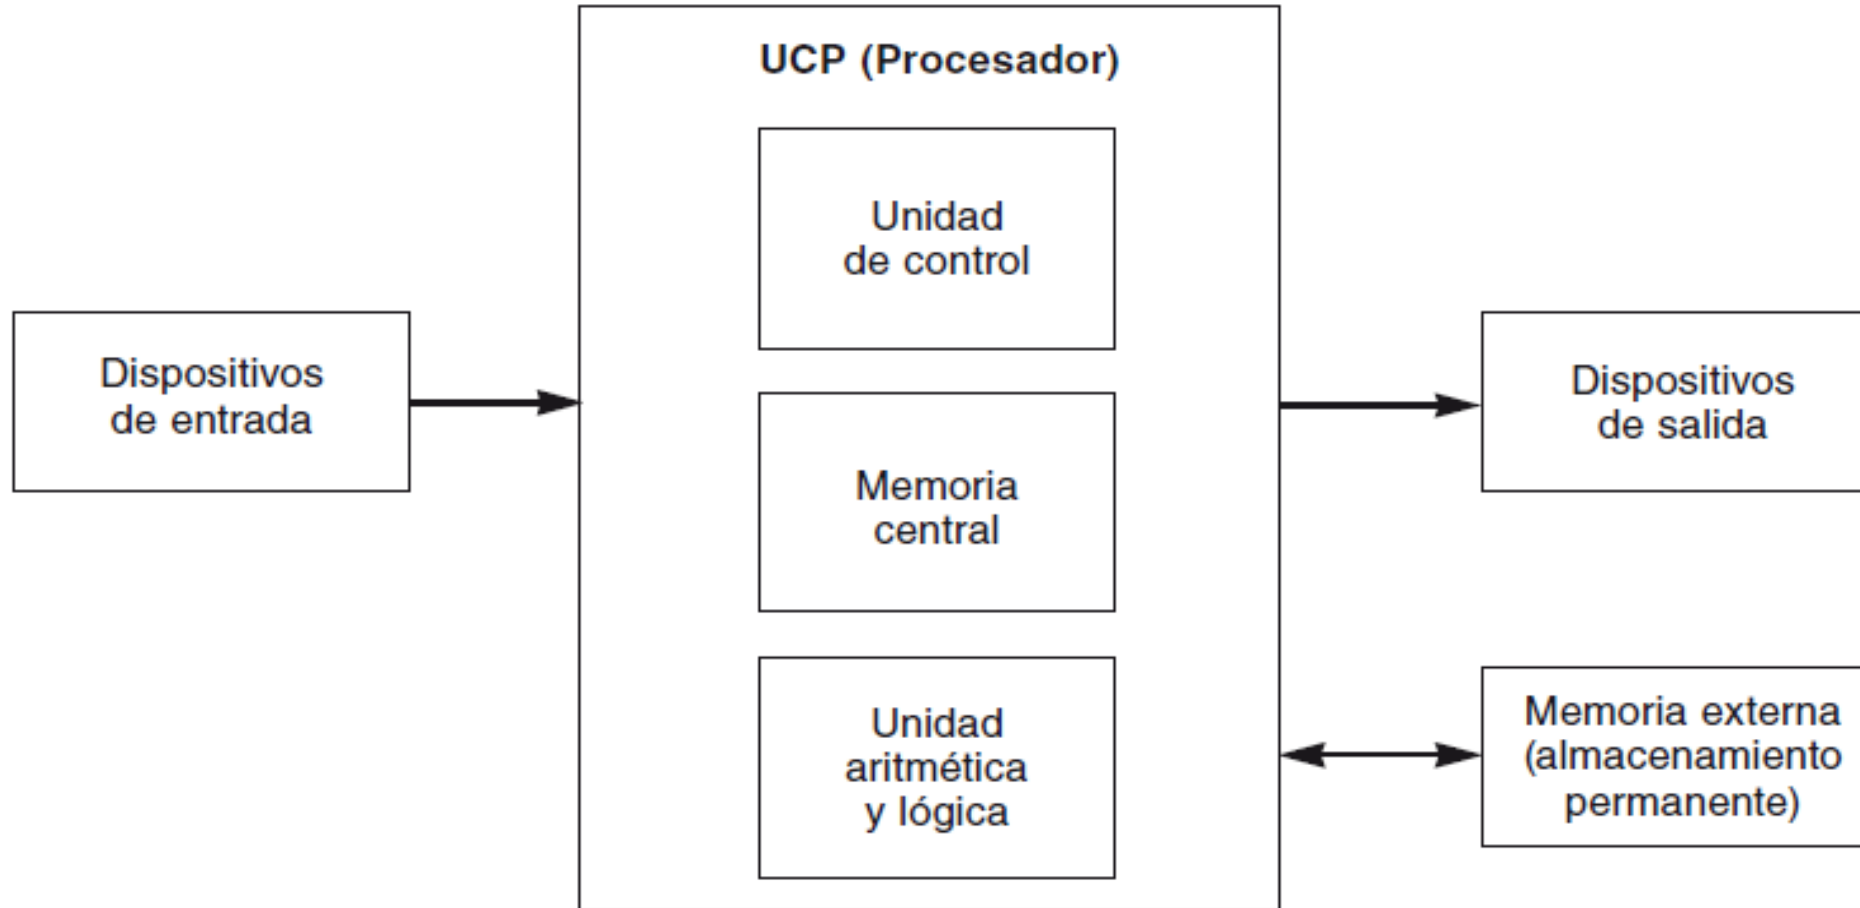 UCP (Procesador)
Unidad
de control
Dispositivos
de entrada
Memoria
central
Dispositivos
de salida
Unidad
aritmética
y lógica
Memoria externa
(almacenamiento
permanente)